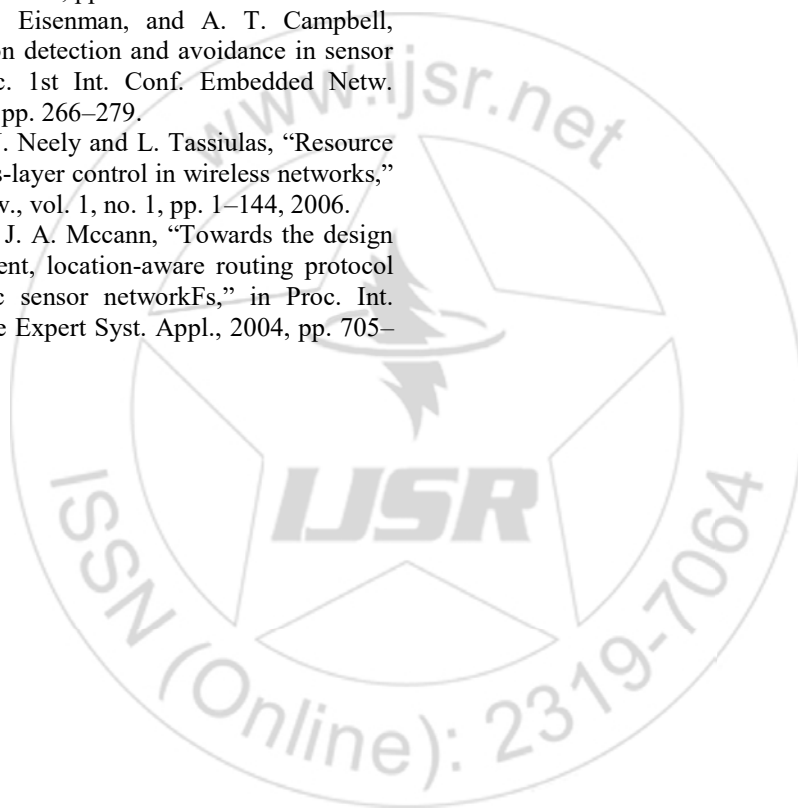 , pp
Eisenman, and A. T. Campbell,
on detection and avoidance in sensor
c. 1st Int. Conf. Embedded Netw.
pp. 266–279.
. Neely and L. Tassiulas, “Resource
s-layer control in wireless networks,”
v., vol. 1, no. 1, pp. 1–144, 2006.
J. A. Mccann, “Towards the design
ent, location-aware routing protocol
c sensor networkFs,” in Proc. Int.
e Expert Syst. Appl., 2004, pp. 705–
www.ijsr.net
IJSR
ISSN (Online): 2319-7064